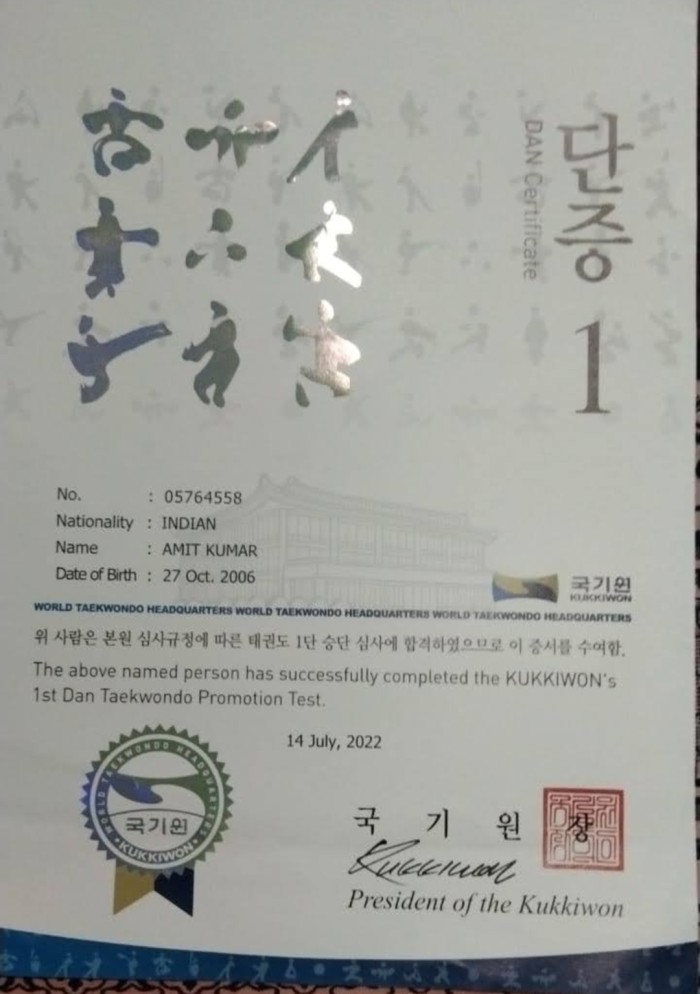 단증 1
DAN Certificate
No. : 05764558
Nationality : INDIAN
Name : AMIT KUMAR
Date of Birth : 27 Oct. 2006
국기원
KUKKIWON
WORLD TAEKWONDO HEADQUARTERS WORLD TAEKWONDO HEADQUARTERS WORLD TAEKWONDO HEADQUARTERS
위 사람은 본원 심사규정에 따른 태권도 1단 승단 심사에 합격하였으므로 이 증서를 수여함.
The above named person has successfully completed the KUKKIWON's
1st Dan Taekwondo Promotion Test.
14 July, 2022
WORLD TAEKWONDO HEADQUARTERS
국기원
KUKKIWON
국 기 원 장
Kukkiwon
President of the Kukkiwon